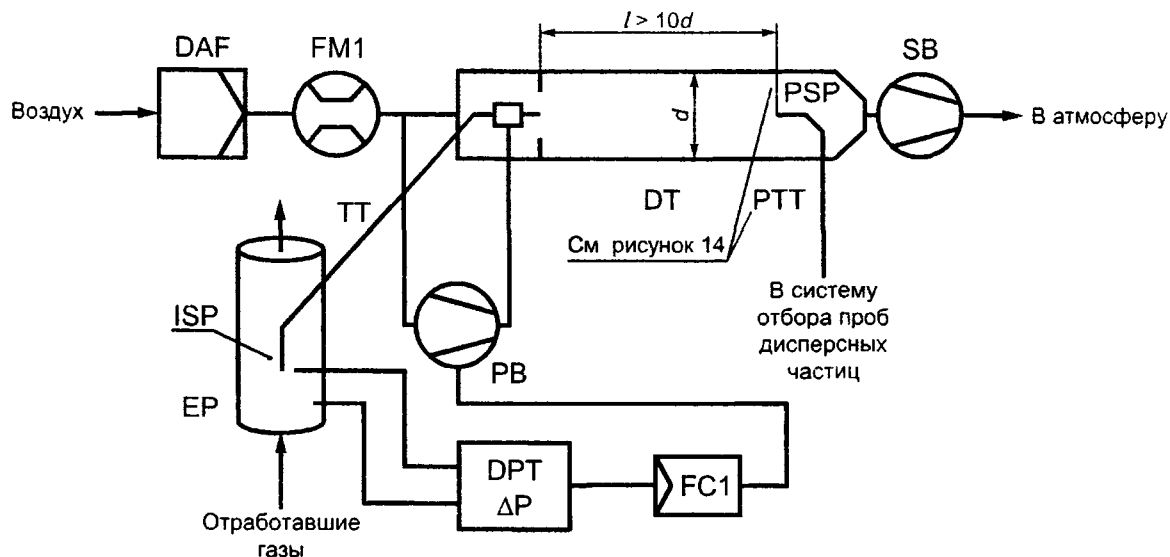 l > 10d
DAF
FM1
SB
Воздух
PSP
В атмосферу
d
TT
DT
PTT
См рисунок 14
ISP
В систему
отбора проб
дисперсных
частиц
PB
EP
DPT
ΔP
FC1
Отработавшие
газы